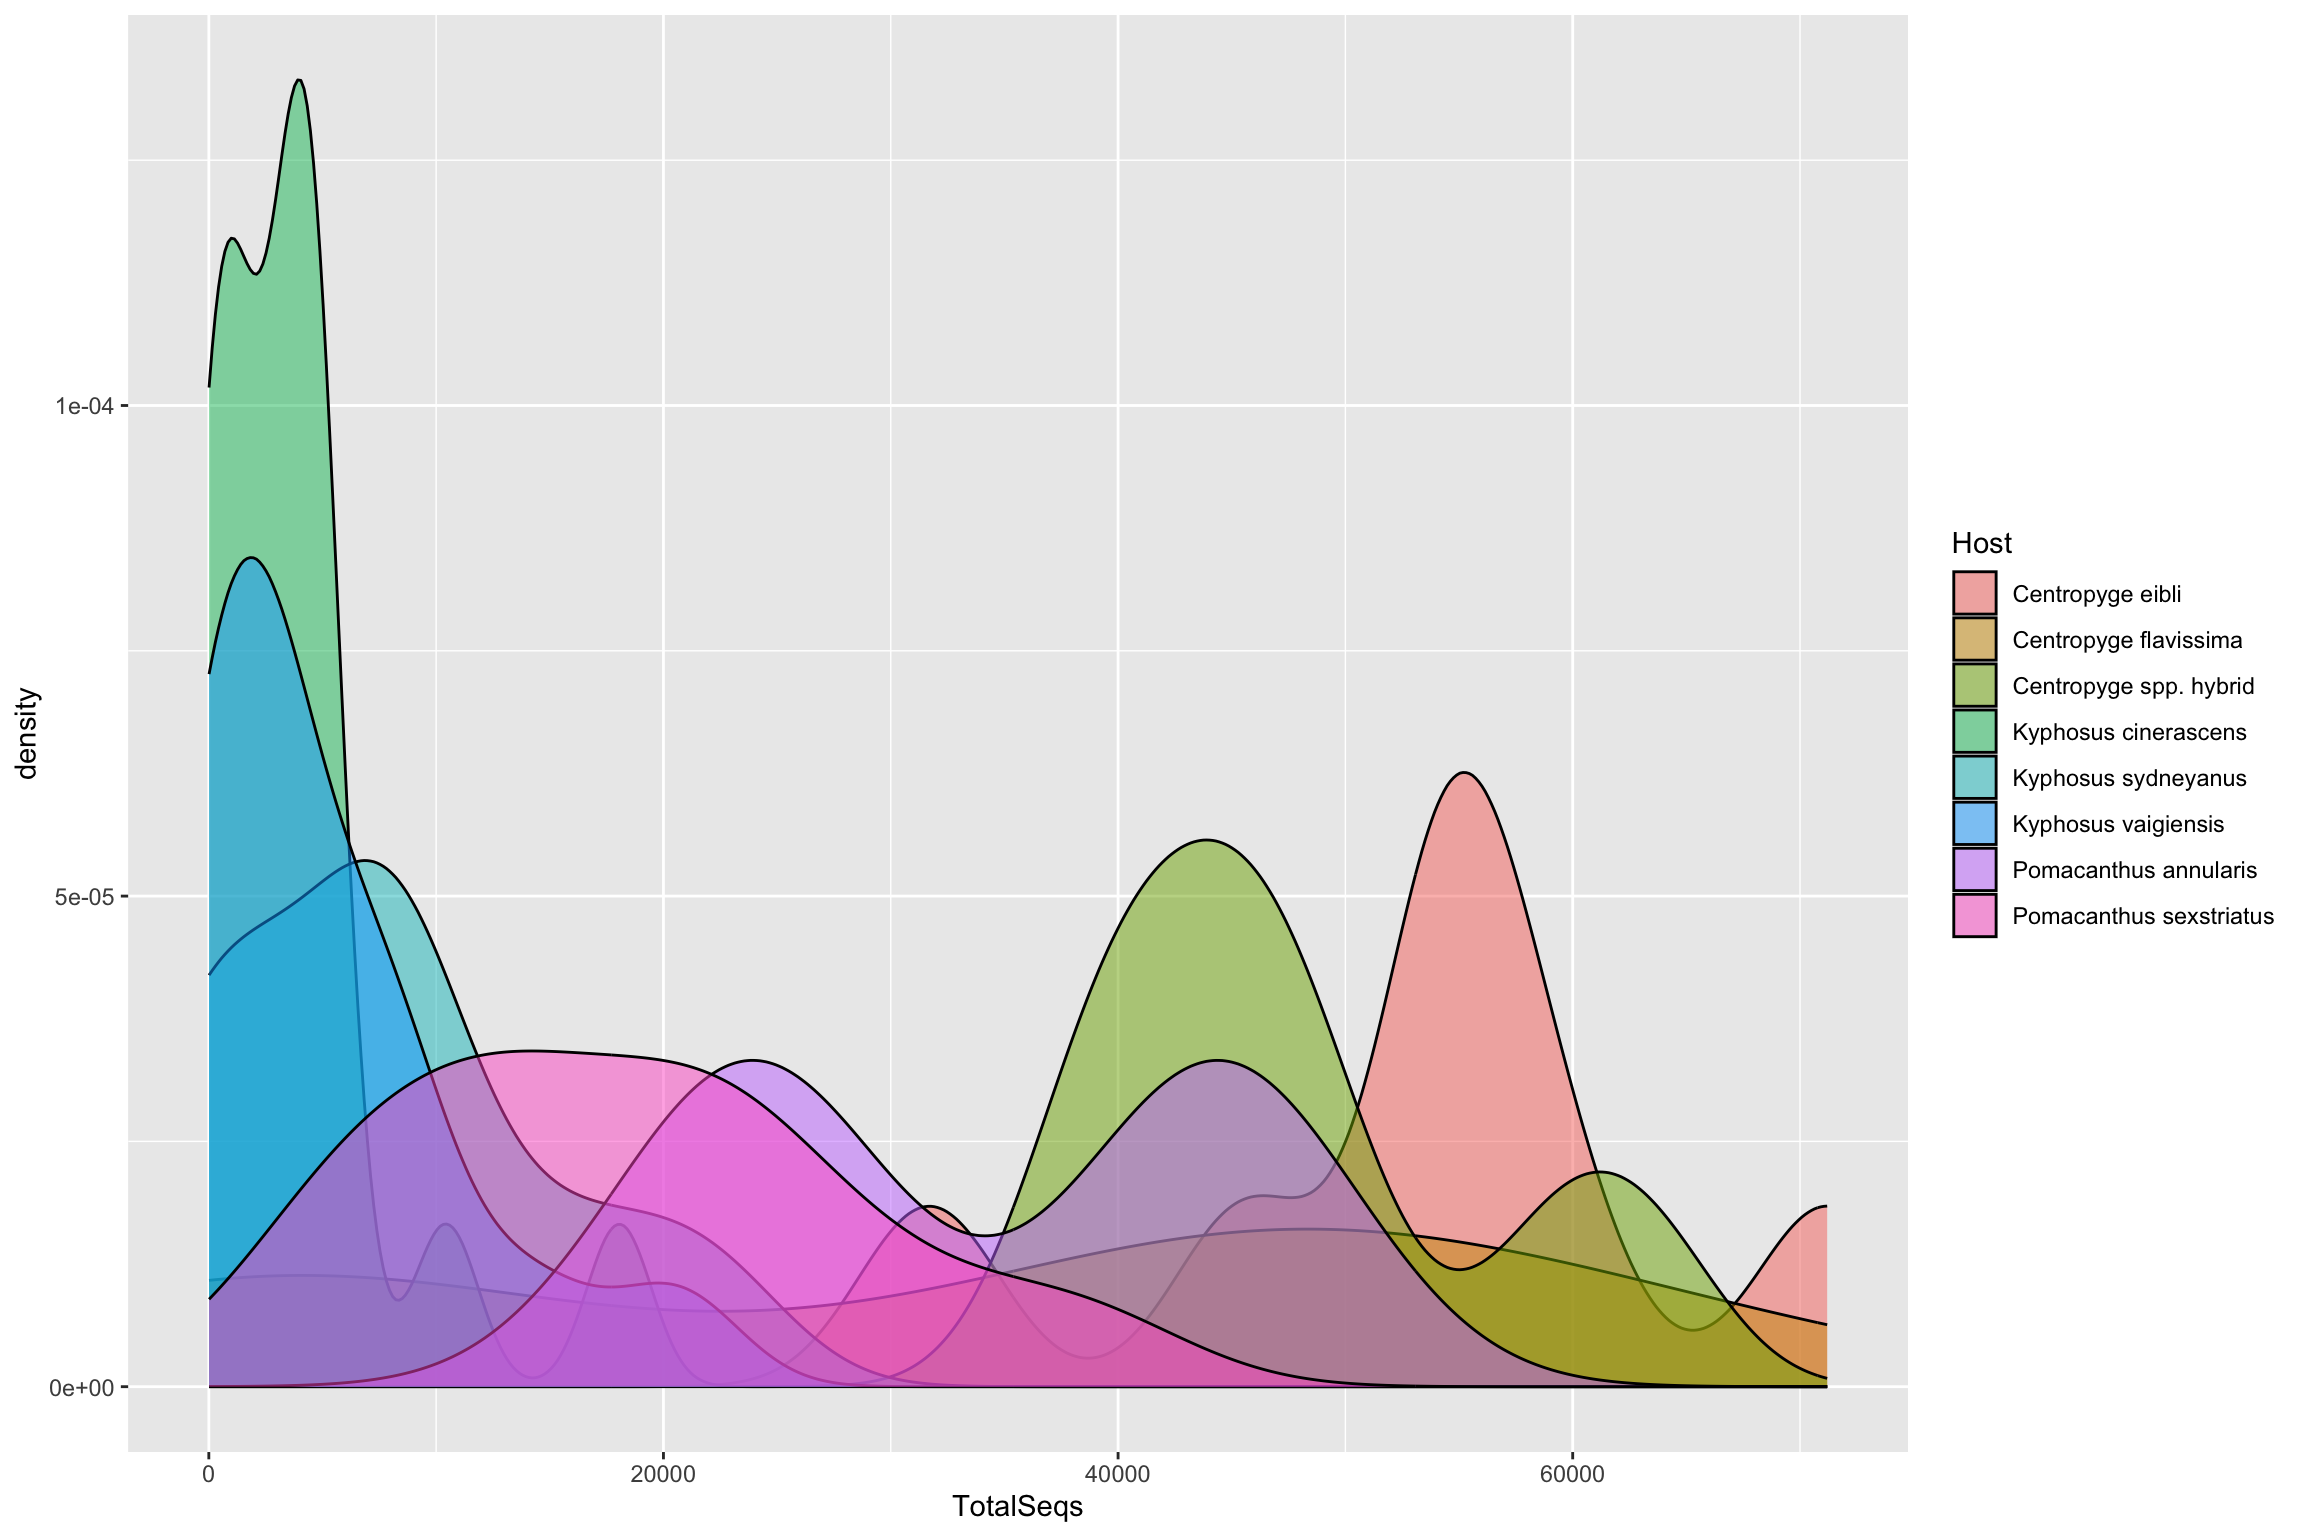 density
1e-04
5e-05
0e+00
0
20000
40000
60000
TotalSeqs
Host
Centropyge eibli
Centropyge flavissima
Centropyge spp. hybrid
Kyphosus cinerascens
Kyphosus sydneyanus
Kyphosus vaigiensis
Pomacanthus annularis
Pomacanthus sexstriatus